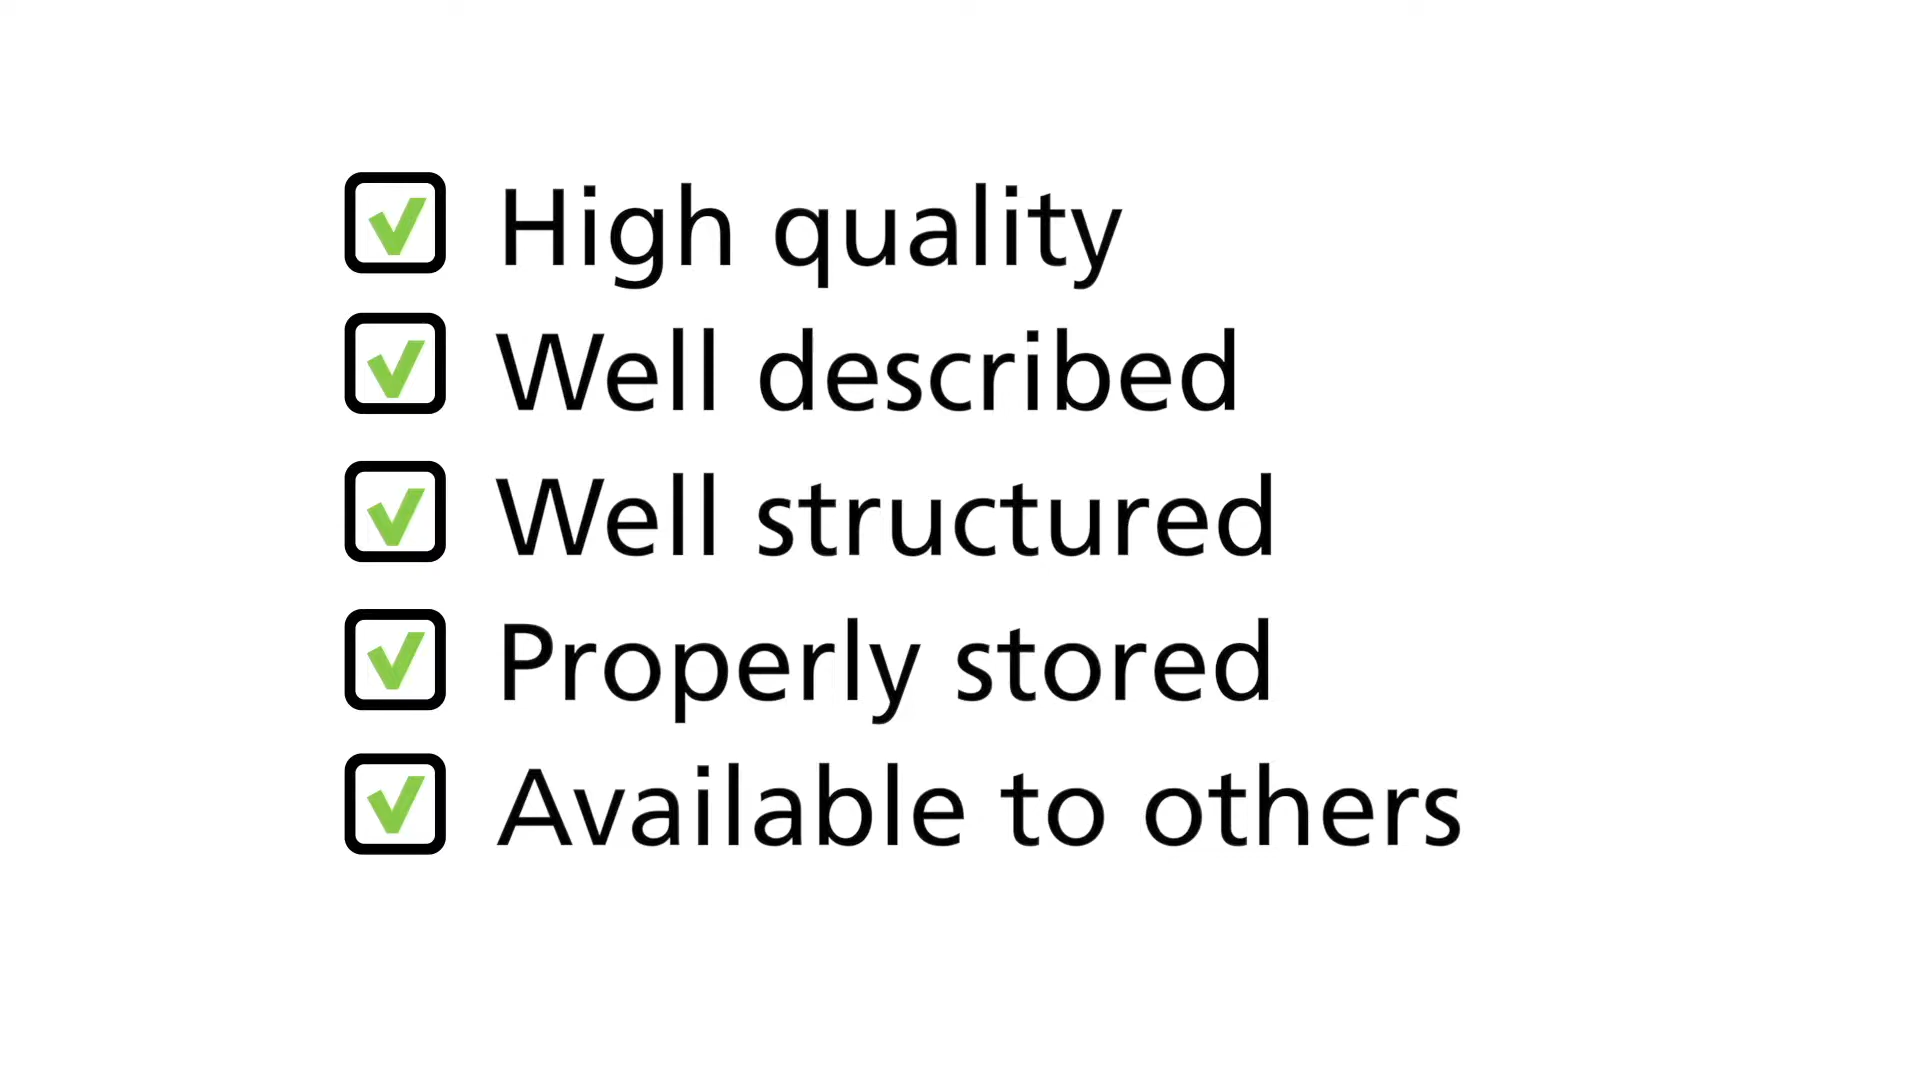 High quality
Well described
Well structured
Properly stored
Available to others